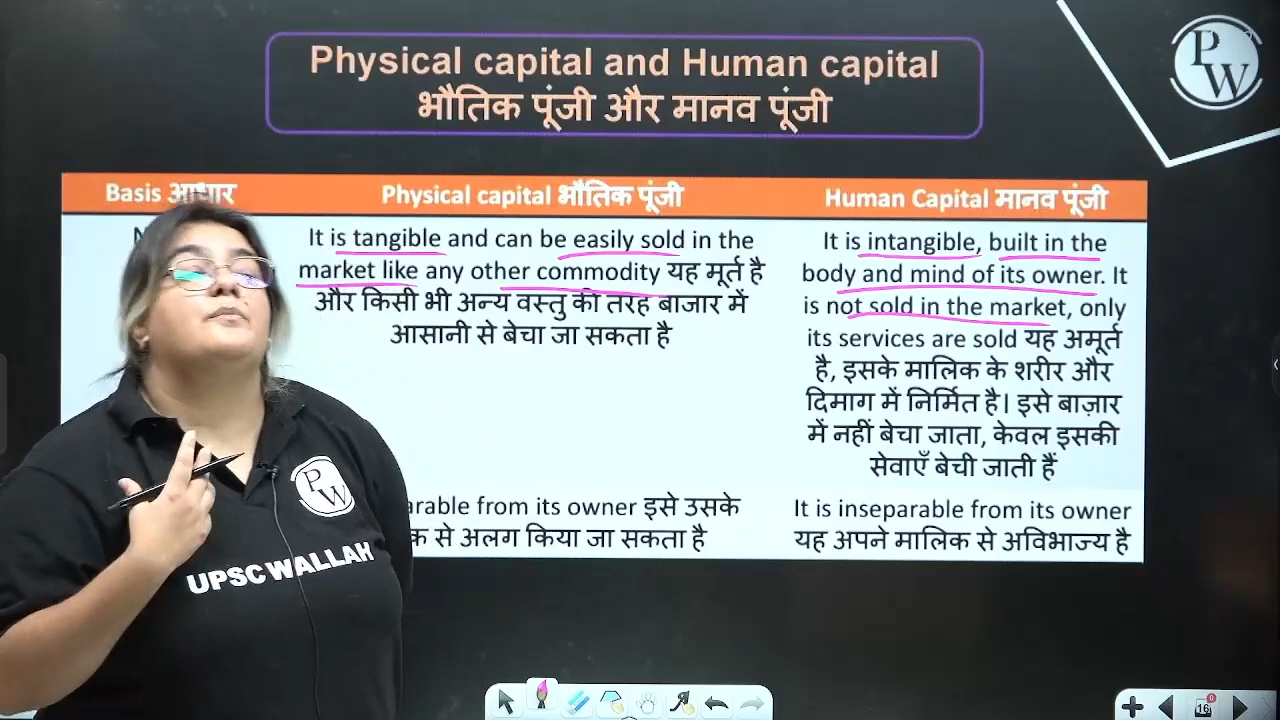 Physical capital and Human capital
भौतिक पूंजी और मानव पूंजी
PW
Basis आधार
Physical capital भौतिक पूंजी
Human Capital मानव पूंजी
It is tangible and can be easily sold in the
market like any other commodity यह मूर्त है
और किसी भी अन्य वस्तु की तरह बाजार में
आसानी से बेचा जा सकता है
It is intangible, built in the
body and mind of its owner. It
is not sold in the market, only
its services are sold यह अमूर्त
है, इसके मालिक के शरीर और
दिमाग में निर्मित है। इसे बाज़ार
में नहीं बेचा जाता, केवल इसकी
सेवाएँ बेची जाती हैं
from its owner इसे उसके
से अलग किया जा सकता है
It is inseparable from its owner
यह अपने मालिक से अविभाज्य है
PW
UPSC WALLAH
16